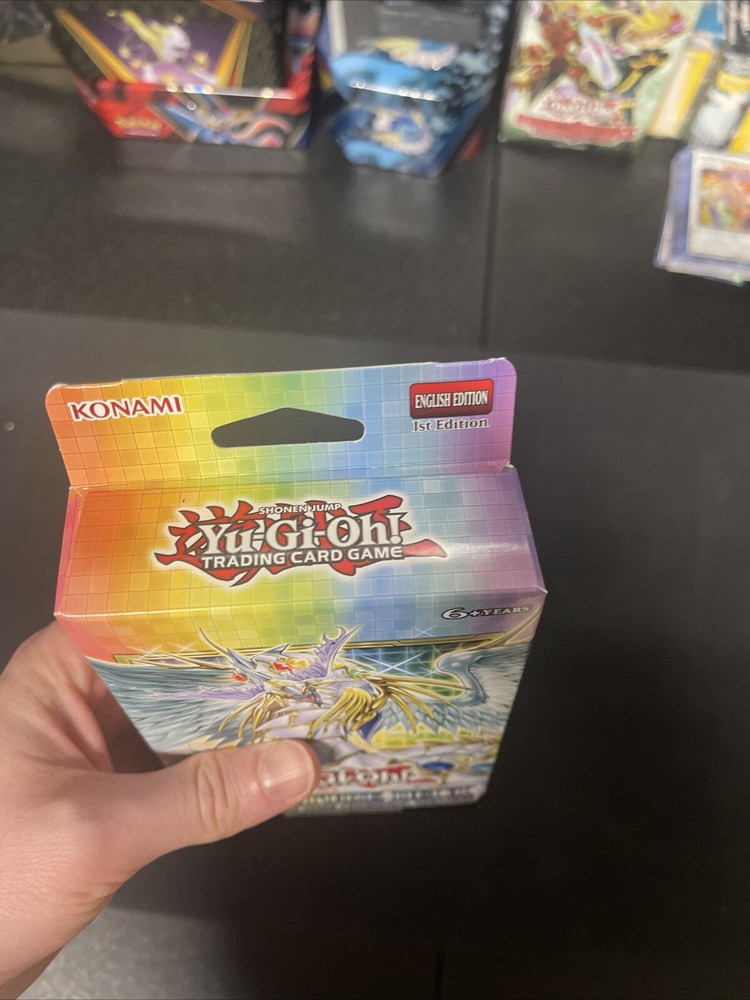 KONAMI
ENGLISH EDITION
1st Edition
SHONEN JUMP
Yu-Gi-Oh!
TRADING CARD GAME
6+ YEARS